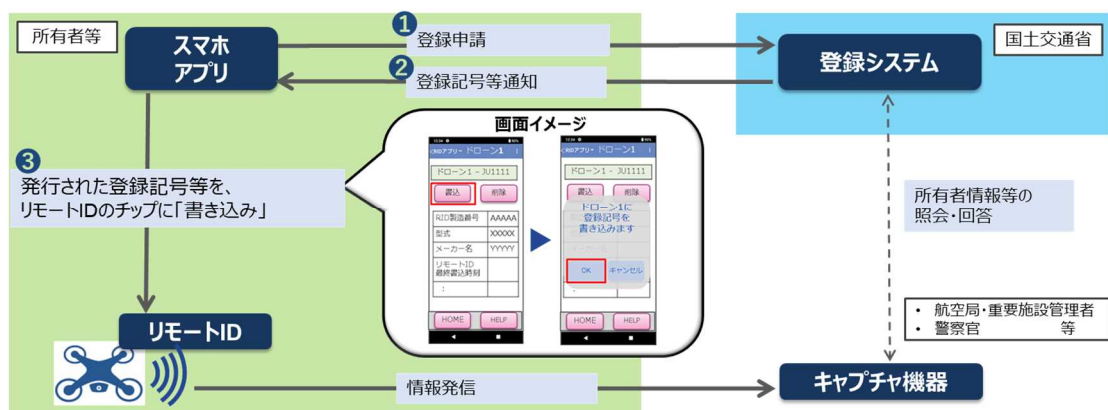 所有者等
スマホ
アプリ
1
登録申請
2
登録記号等通知
登録システム
国土交通省
3
発行された登録記号等を、
リモートIDのチップに「書き込み」
画面イメージ
12:34
90%
<RIDアプリ ドローン1
ドローン1 - JU1111
書込
削除
RID製造番号 AAAAA
型式 XXXXX
メーカー名 YYYYY
リモートID
最終書込時刻
:
HOME
HELP
<RIDアプリ ドローン1
ドローン1 - JU1111
書込
削除
ドローン1に
登録記号を
書き込みます
OK
キャンセル
:
HOME
HELP
所有者情報等の
照会・回答
• 航空局・重要施設管理者
• 警察官 等
リモートID
情報発信
キャプチャ機器